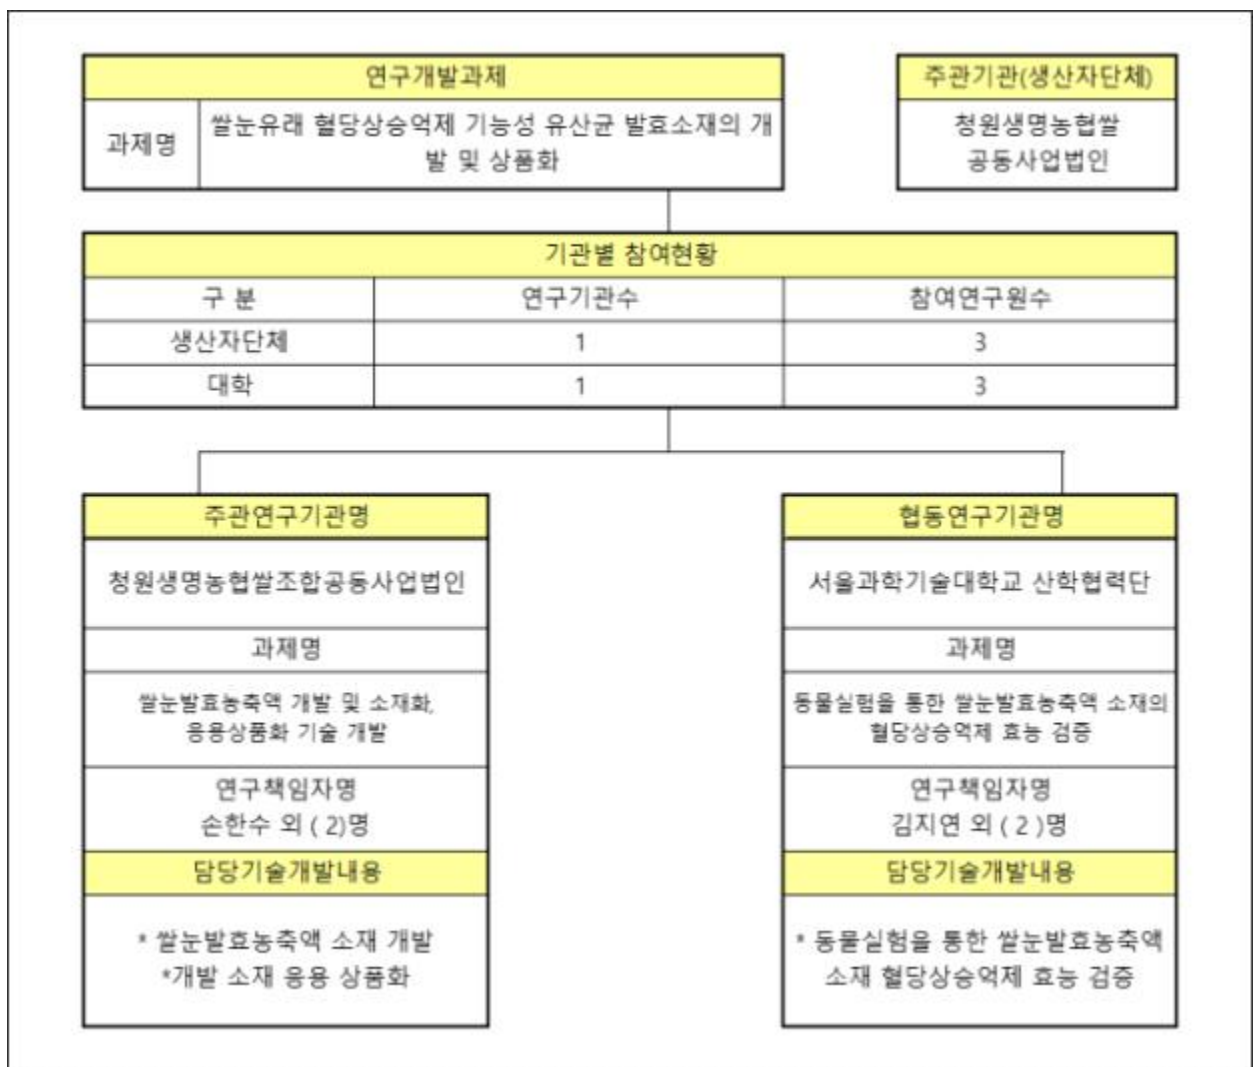 연구개발과제
과제명
쌀눈유래 혈당상승억제 기능성 유산균 발효소재의 개
발 및 상품화
주관기관(생산자단체)
청원생명농협쌀
공동사업법인
기관별 참여현황
구 분 연구기관수 참여연구원수
생산자단체 1 3
대학 1 3
주관연구기관명
청원생명농협쌀조합공동사업법인
과제명
쌀눈발효농축액 개발 및 소재화,
응용상품화 기술 개발
연구책임자명
손한수 외 ( 2)명
담당기술개발내용
* 쌀눈발효농축액 소재 개발
*개발 소재 응용 상품화
협동연구기관명
서울과학기술대학교 산학협력단
과제명
동물실험을 통한 쌀눈발효농축액 소재의
혈당상승억제 효능 검증
연구책임자명
김지연 외 ( 2 )명
담당기술개발내용
* 동물실험을 통한 쌀눈발효농축액
소재 혈당상승억제 효능 검증